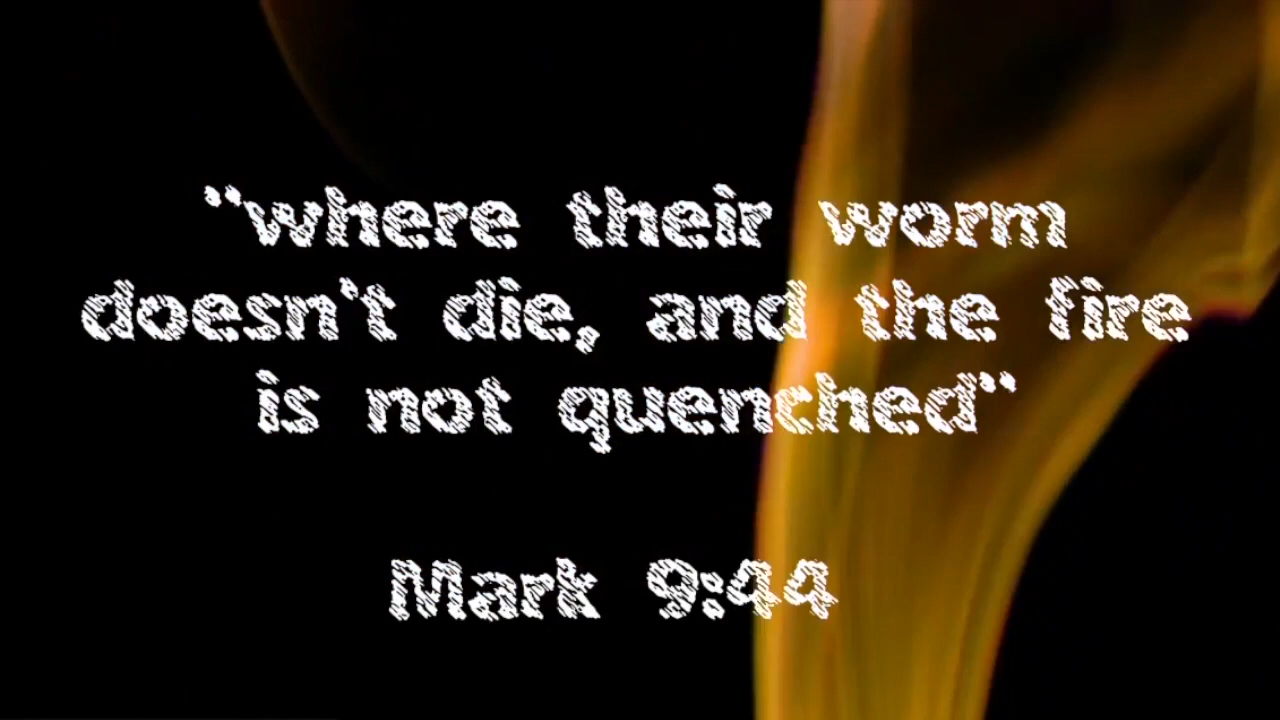 "where their worm
doesn't die, and the fire
is not quenched"
Mark 9:44